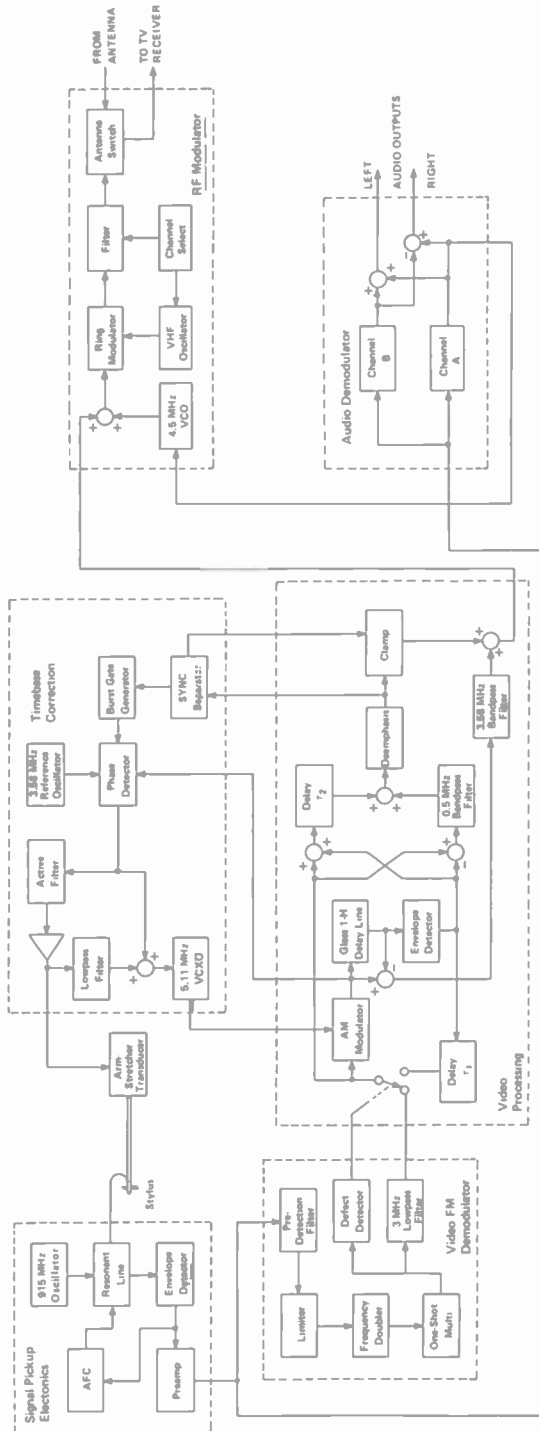 Signal Pickup
Electonics
915 MHz
Oscillator
AFC
Resonant
Line
Envelope
Detector
Preamp
Stylus
Arm-
Stretcher
Transducer
Timebase
Correction
Active
Filter
3.58 MHz
Reference
Oscillator
Lowpass
Filter
Phase
Detector
Burst Gate
Generator
+
+
5.11 MHz
VCXO
SYNC
Separator
FROM
ANTENNA
TO TV
RECEIVER
Antenna
Switch
RF Modulator
Filter
Channel
Select
Ring
Modulator
VHF
Oscillator
+
+
4.5 MHz
VCO
Pre-
Detection
Filter
Defect
Detector
3 MHz
Lowpass
Filter
Limiter
Frequency
Doubler
One-Shot
Multi
Video FM
Demodulator
AM
Modulator
Glass 1-H
Delay Line
Envelope
Detector
+
-
+
+
+
-
Delay
τ2
+
+
0.5 MHz
Bandpass
Filter
Deemphasis
Clamp
3.58 MHz
Bandpass
Filter
+
+
Delay
τ1
Video
Processing
Audio Demodulator
Channel
B
Channel
A
+
+
-
+
LEFT
AUDIO OUTPUTS
RIGHT